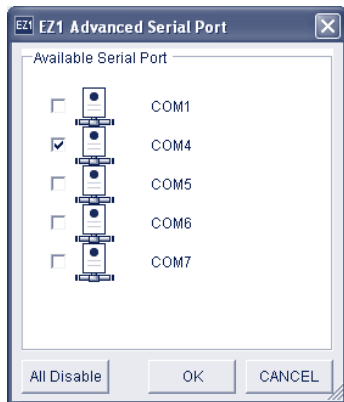 EZ1 EZ1 Advanced Serial Port
Available Serial Port
COM1
COM4
COM5
COM6
COM7
All Disable OK CANCEL